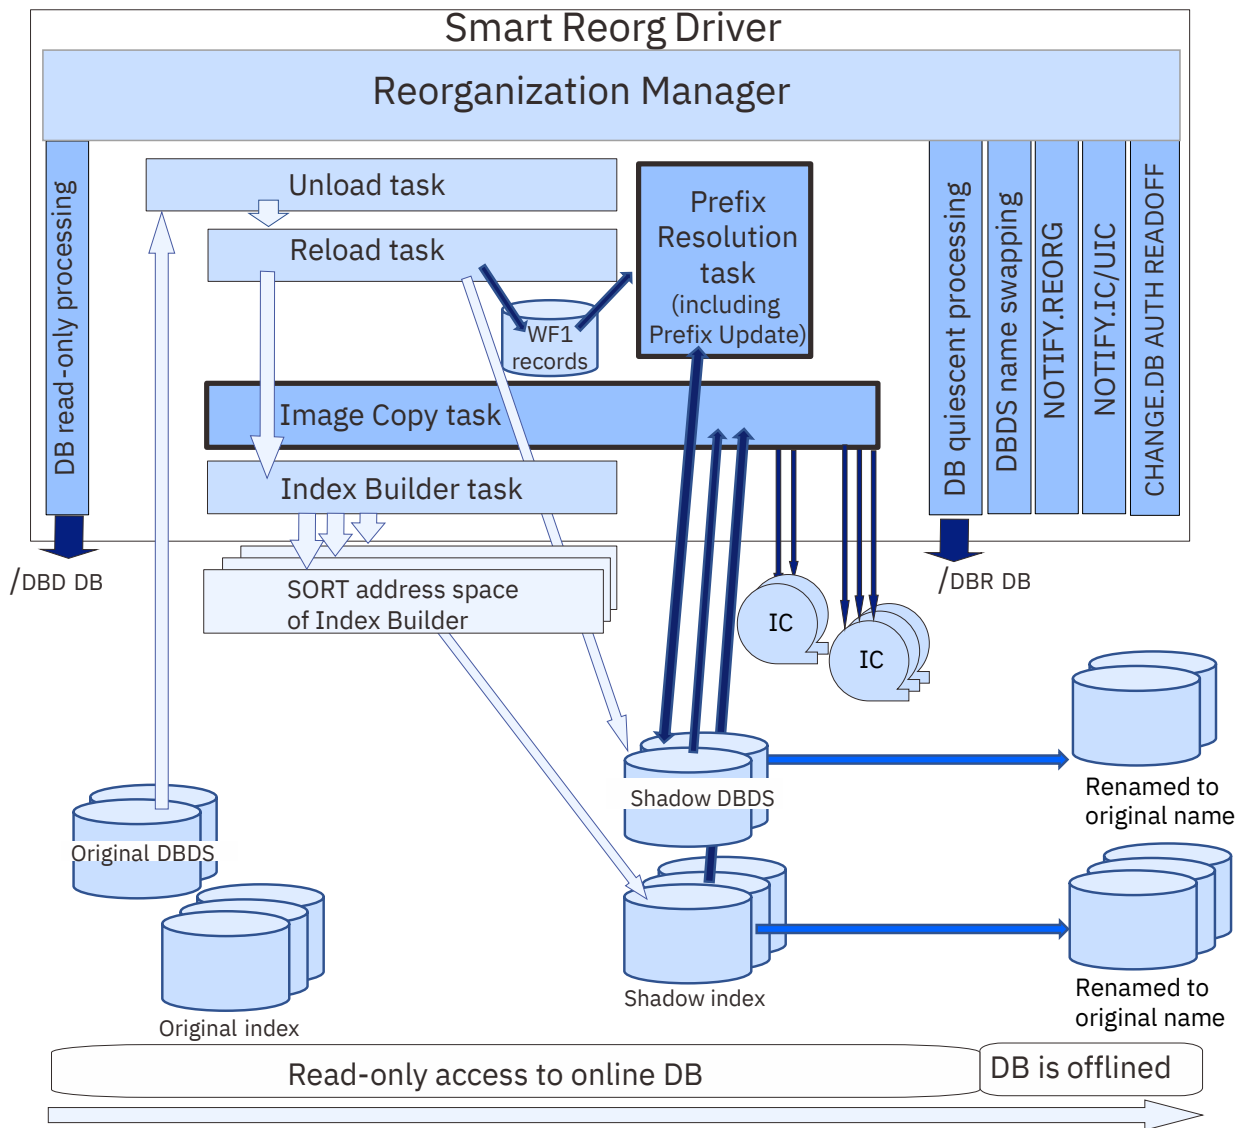 Smart Reorg Driver
Reorganization Manager
DB read-only processing
Unload task
Reload task
WF1
records
Prefix
Resolution
task
(including
Prefix Update)
Image Copy task
Index Builder task
SORT address space
of Index Builder
DB quiescent processing
DBDS name swapping
NOTIFY.REORG
NOTIFY.IC/UIC
CHANGE.DB AUTH READOFF
/DBD DB
/DBR DB
IC
IC
Shadow DBDS
Renamed to
original name
Original DBDS
Shadow index
Renamed to
original name
Original index
Read-only access to online DB
DB is offlined